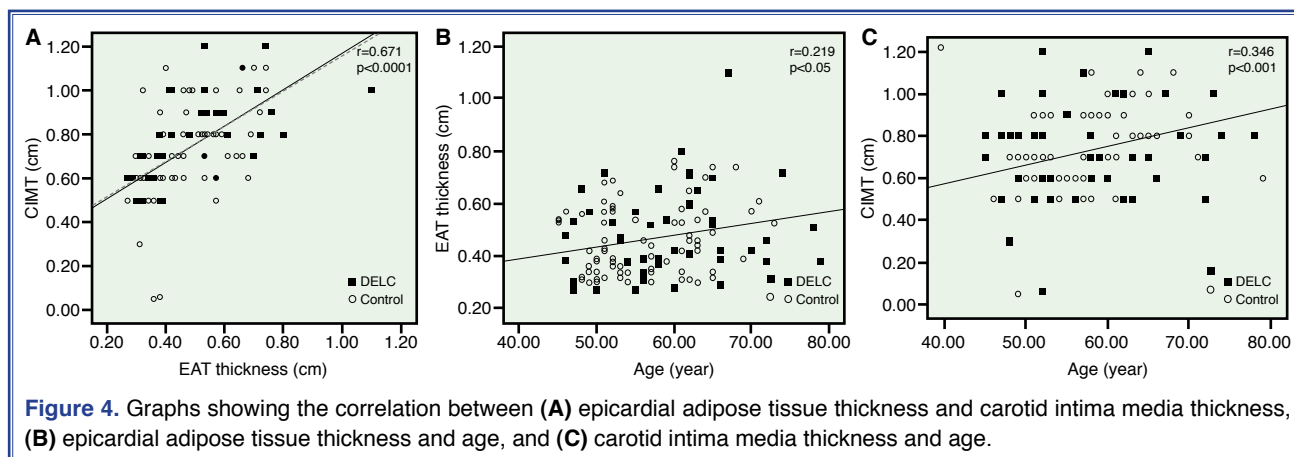 A
r=0.671
p<0.0001
CIMT (cm)
1.20
1.00
0.80
0.60
0.40
0.20
0.00
DELC
Control
0.20 0.40 0.60 0.80 1.00 1.20
EAT thickness (cm)
B
r=0.219
p<0.05
EAT thickness (cm)
1.20
1.00
0.80
0.60
0.40
0.20
DELC
Control
40.00 50.00 60.00 70.00 80.00
Age (year)
C
r=0.346
p<0.001
CIMT (cm)
1.20
1.00
0.80
0.60
0.40
0.20
0.00
DELC
Control
40.00 50.00 60.00 70.00 80.00
Age (year)
Figure 4. Graphs showing the correlation between (A) epicardial adipose tissue thickness and carotid intima media thickness,
(B) epicardial adipose tissue thickness and age, and (C) carotid intima media thickness and age.